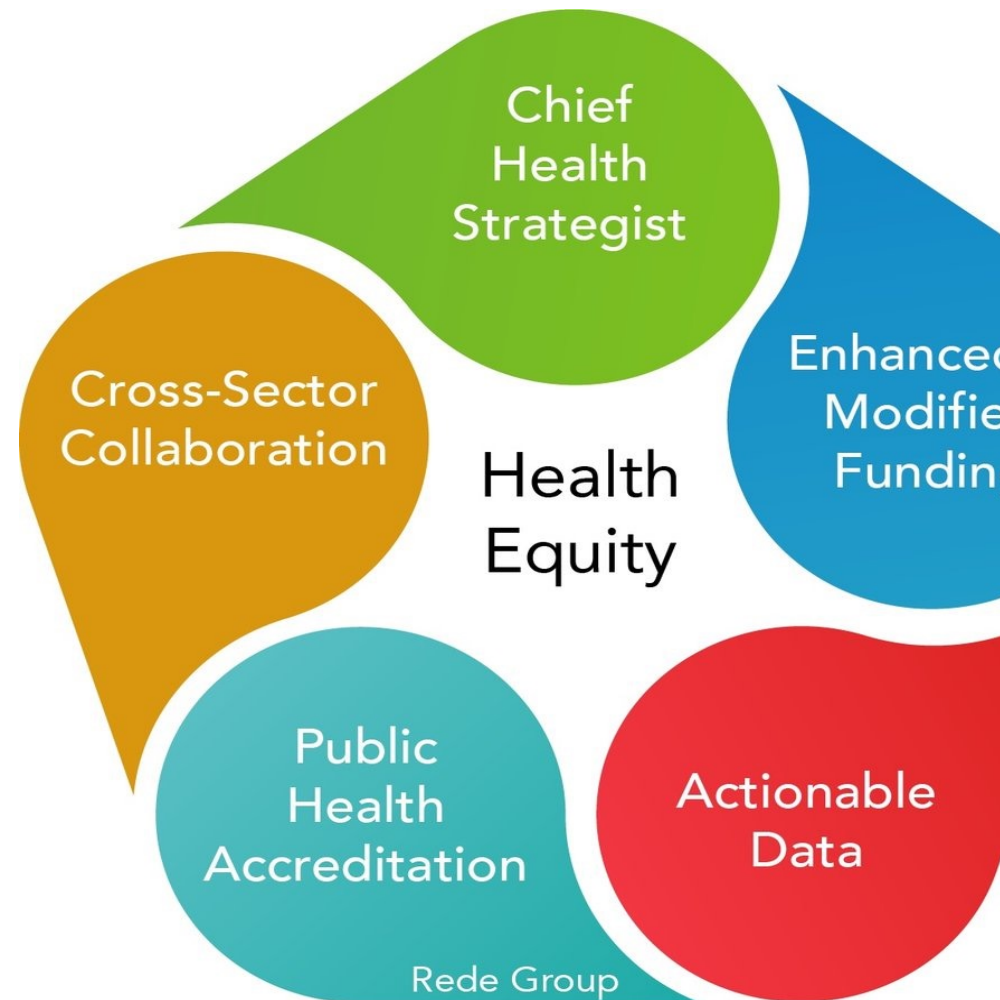 Chief
Health
Strategist
Cross-Sector
Collaboration
Health
Equity
Public
Health
Accreditation
Actionable
Data
Rede Group